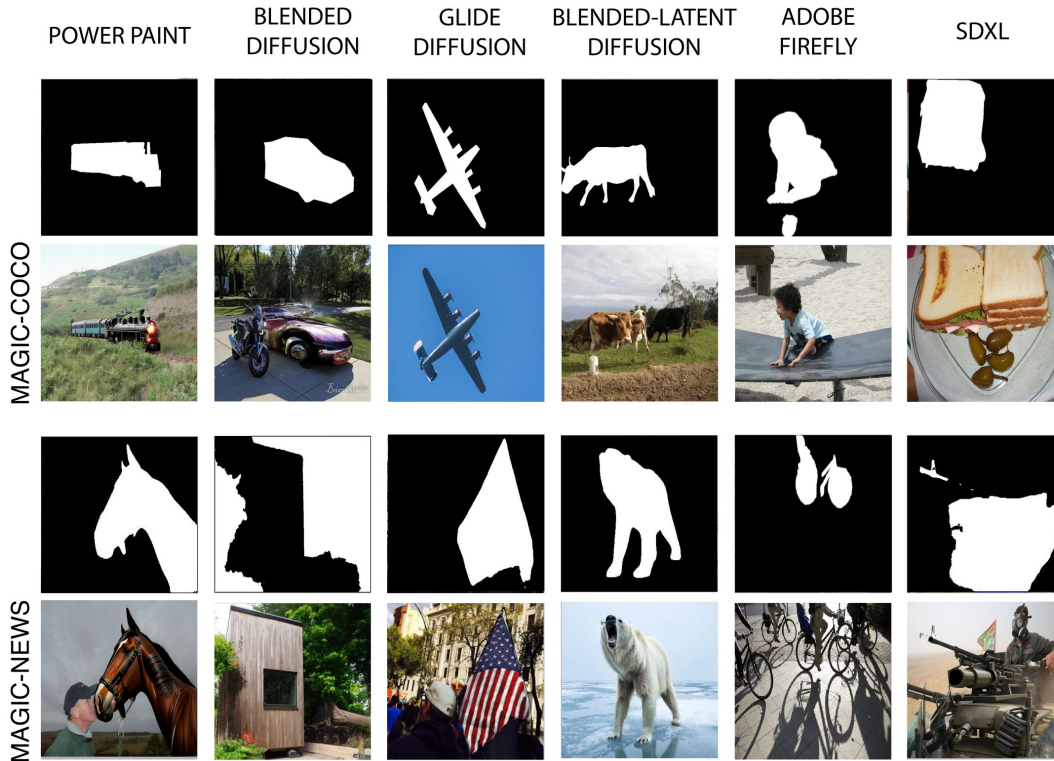 POWER PAINT
BLENDED
DIFFUSION
GLIDE
DIFFUSION
BLENDED-LATENT
DIFFUSION
ADOBE
FIREFLY
SDXL
MAGIC-COCO
MAGIC-NEWS